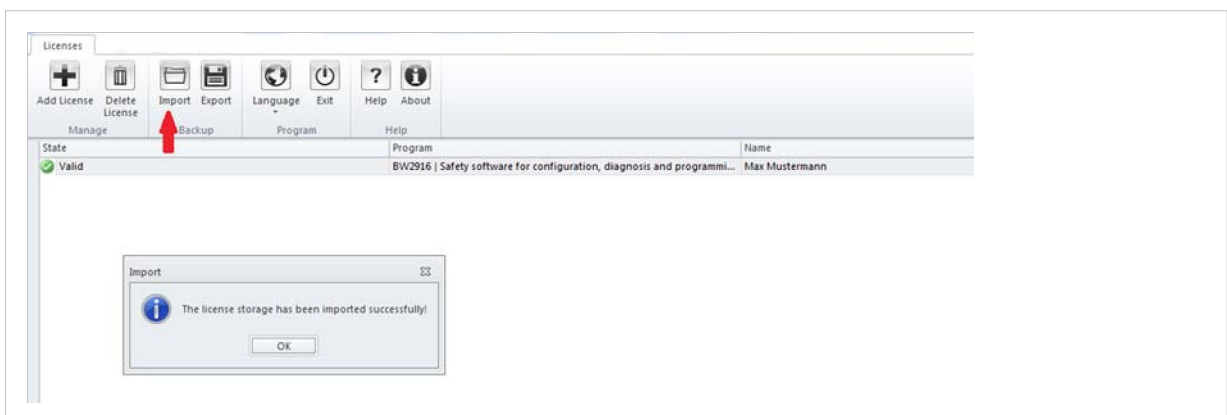 Licenses
Add License Delete License Import Export Language Exit Help About
Manage Backup Program Help
State Program Name
Valid BW2916 | Safety software for configuration, diagnosis and programmi... Max Mustermann
Import
The license storage has been imported successfully!
OK